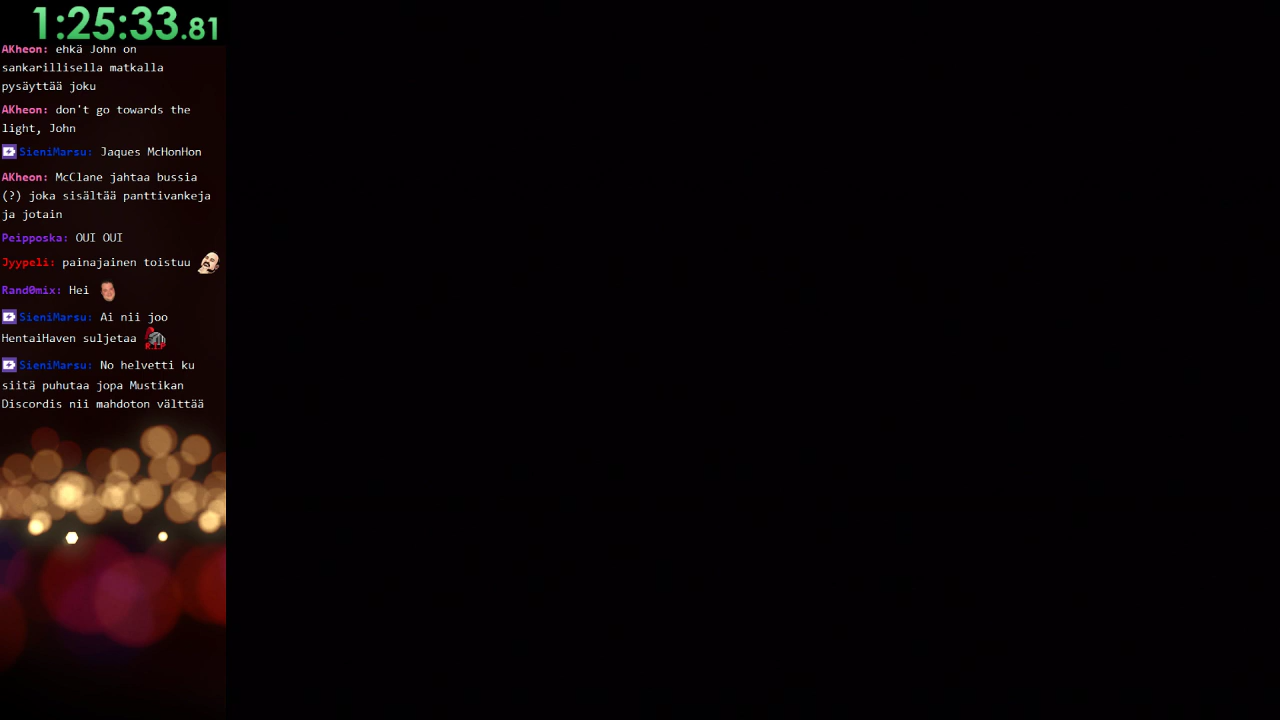 1:25:33.81
AKheon: ehkä John on
sankarillisella matkalla
pysäyttää joku
AKheon: don't go towards the
light, John
SieniMarsu: Jaques McHonHon
AKheon: McClane jahtaa bussia
(?) joka sisältää panttivankeja
ja jotain
Peipposka: OUI OUI
Jyypeli: painajainen toistuu
Rand0mix: Hei
SieniMarsu: Ai nii joo
HentaiHaven suljetaa
R.I.P
SieniMarsu: No helvetti ku
siitä puhutaa jopa Mustikan
Discordis nii mahdoton välttää